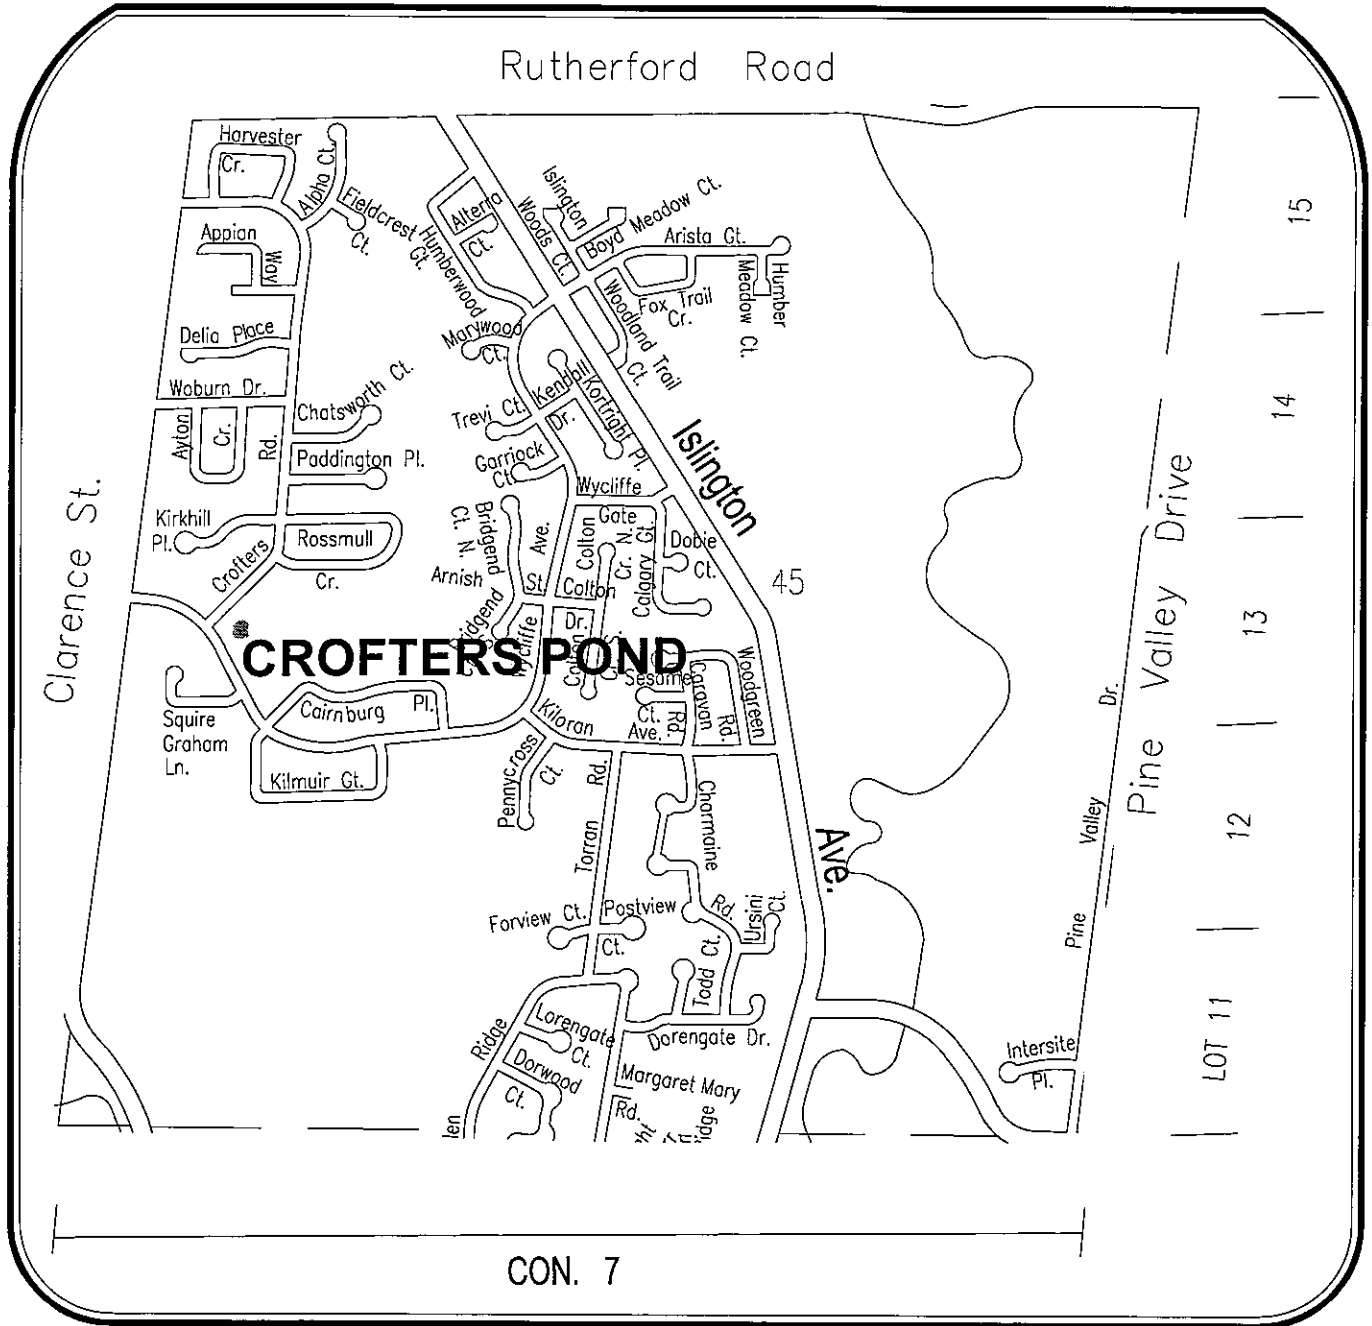 Rutherford Road
Harvester
Cr.
Alpha Ct.
Fieldcrest
Ct.
Appian
Way
Delia Place
Woburn Dr.
Ayton
Cr.
Rd.
Chatsworth Ct.
Paddington Pl.
Kirkhill
Pl.
Rossmull
Cr.
Crofters
Clarence St.
Alterra
Ct.
Humberwood
Gt.
Marywood
Ct.
Islington
Woods Ct.
Boyd Meadow Ct.
Arista Gt.
Humber
Meadow Ct.
Fox Trail
Cr.
Woodland Trail
Ct.
Kendall
Dr.
Kortright Pl.
Trevi Ct.
Garriock
Ct.
Wycliffe
Gate
Islington
Bridgend
Ct. N.
Ave.
Colton
Cr. N.
Calgary Gt.
Dobie
Ct.
Arnish
St.
Colton
Dr.
45
Bridgend
Wycliffe
Colton
CROFTERS POND
Sesame
Ct.
Caravan
Rd.
Woodgreen
Rd.
Squire
Graham
Ln.
Cairnburg
Pl.
Kilmuir Gt.
Kiloran
Ave.
Pennycross
Ct.
Torran
Rd.
Charmaine
Rd.
Ave.
Forview Ct.
Postview
Ct.
Ursini
Ct.
Todd Ct.
Dorengate Dr.
Ridge
Lorengate
Ct.
Dorwood
Ct.
Margaret Mary
Rd.
len
ht
idge
Intersite
Pl.
Pine Valley Dr.
Pine Valley Drive
15
14
13
12
LOT 11
CON. 7